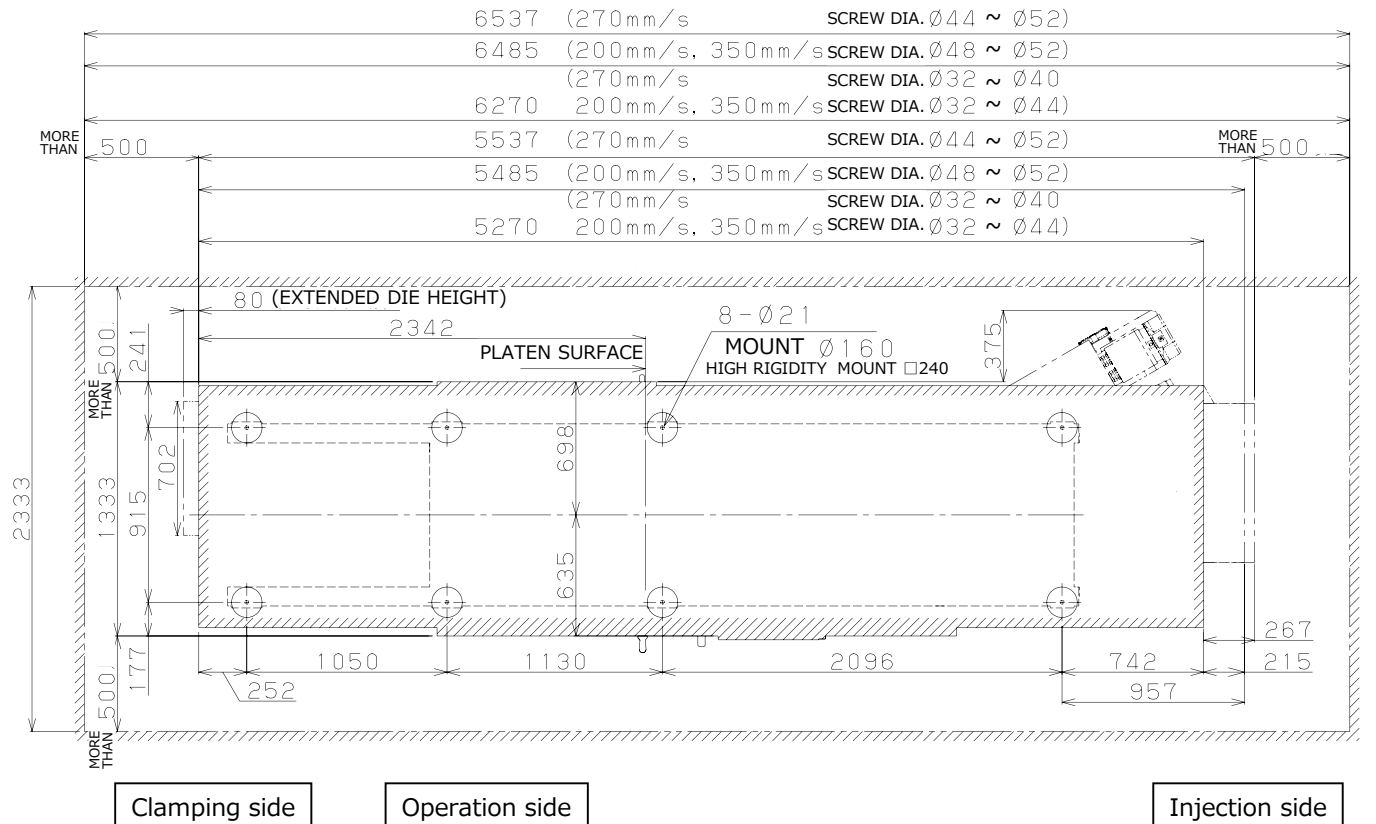 6537 (270mm/s SCREW DIA. Ø44 ~ Ø52)
6485 (200mm/s, 350mm/s SCREW DIA. Ø48 ~ Ø52)
(270mm/s SCREW DIA. Ø32 ~ Ø40
6270 200mm/s, 350mm/s SCREW DIA. Ø32 ~ Ø44)
MORE
THAN 500
5537 (270mm/s SCREW DIA. Ø44 ~ Ø52)
MORE
THAN 500
5485 (200mm/s, 350mm/s SCREW DIA. Ø48 ~ Ø52)
(270mm/s SCREW DIA. Ø32 ~ Ø40
5270 200mm/s, 350mm/s SCREW DIA. Ø32 ~ Ø44)
80 (EXTENDED DIE HEIGHT)
2342
PLATEN SURFACE
8-Ø21
MOUNT Ø160
HIGH RIGIDITY MOUNT □240
375
500
MORE
THAN
241
702
698
2333
1333
915
635
177
500
MORE
THAN
252
1050
1130
2096
742
267
215
957
Clamping side
Operation side
Injection side